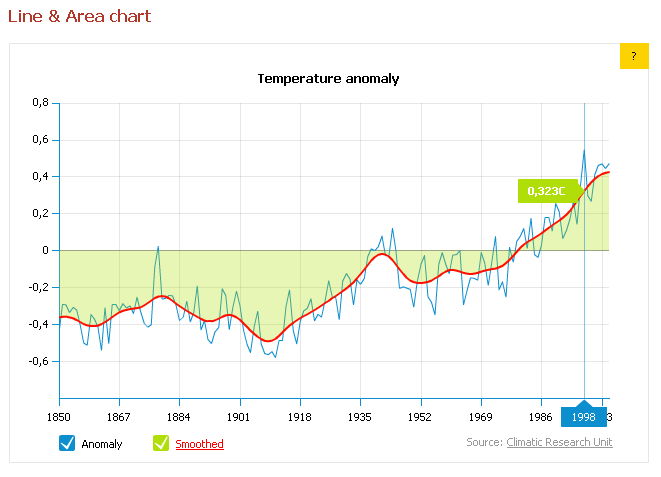 Line & Area chart
?
Temperature anomaly
0,8
0,6
0,4
0,323C
0,2
0
-0,2
-0,4
-0,6
1850 1867 1884 1901 1918 1935 1952 1969 1986 1998 3
Anomaly Smoothed Source: Climatic Research Unit